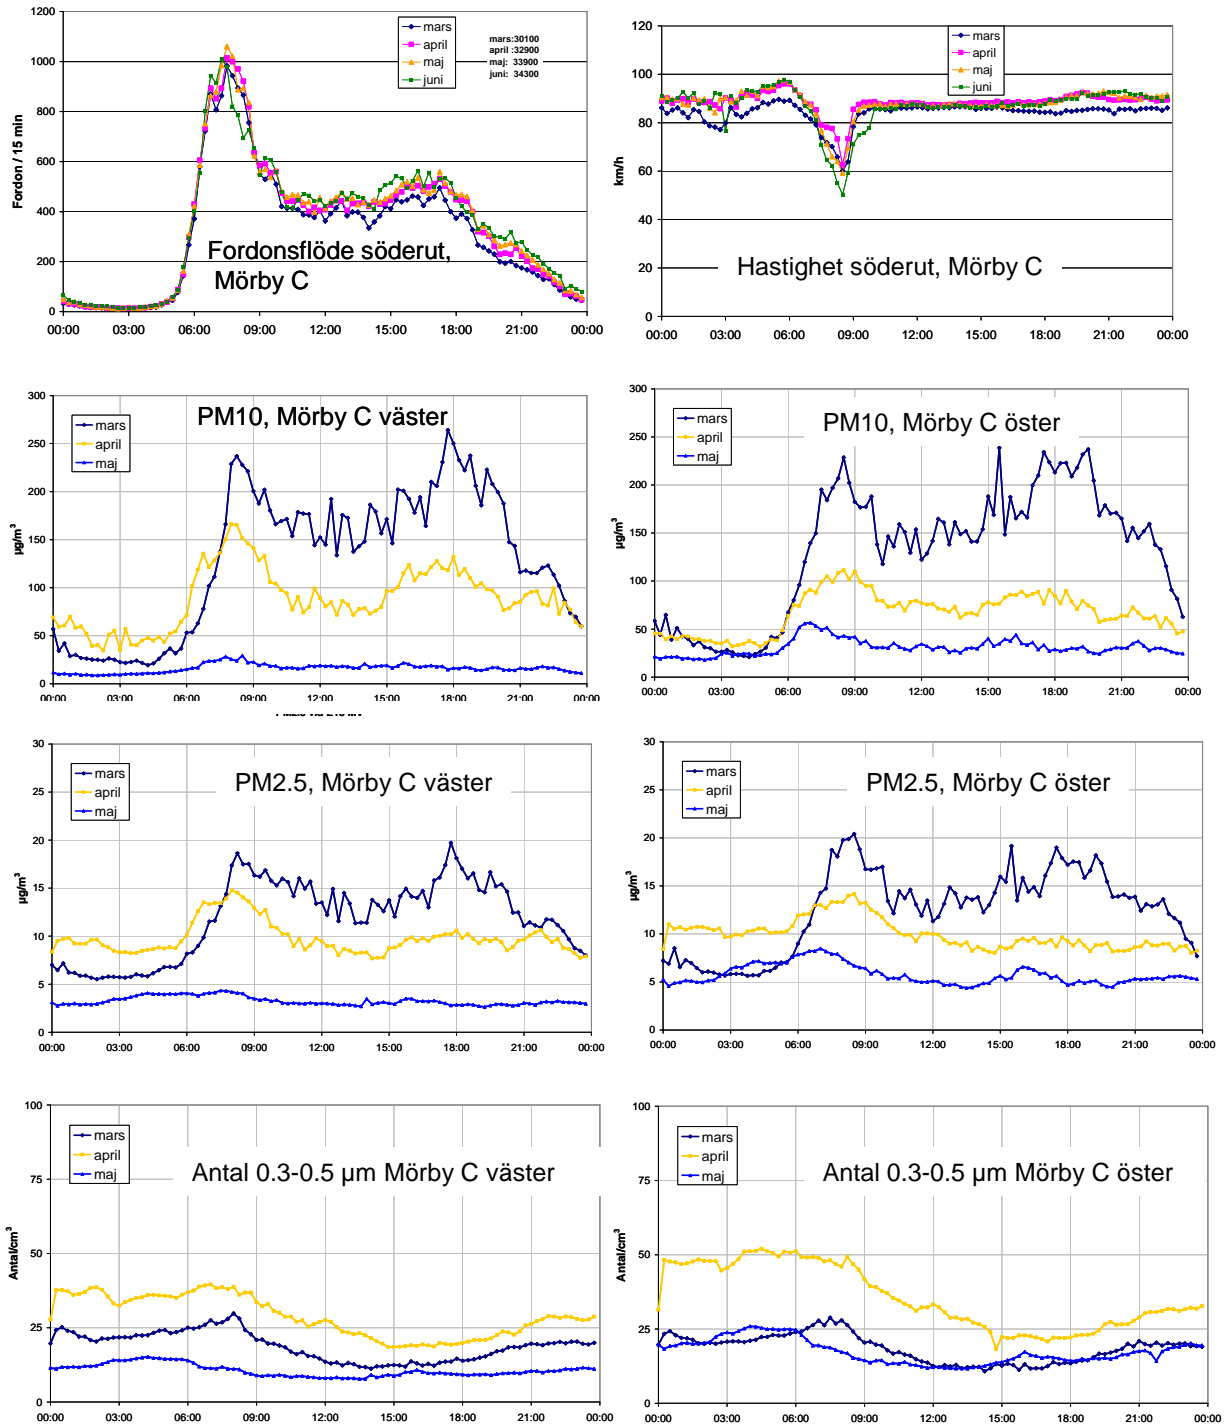 1200
1000
800
600
400
200
0
Fordon / 15 min
mars
april
maj
juni
mars:30100
april :32900
maj: 33900
juni: 34300
Fordonsflöde söderut,
Mörby C
00:00 03:00 06:00 09:00 12:00 15:00 18:00 21:00 00:00
120
100
80
60
40
20
0
km/h
mars
april
maj
juni
Hastighet söderut, Mörby C
00:00 03:00 06:00 09:00 12:00 15:00 18:00 21:00 00:00
300
250
200
150
100
50
0
µg/m³
mars
april
maj
PM10, Mörby C väster
00:00 03:00 06:00 09:00 12:00 15:00 18:00 21:00 00:00
300
250
200
150
100
50
0
µg/m³
mars
april
maj
PM10, Mörby C öster
00:00 03:00 06:00 09:00 12:00 15:00 18:00 21:00 00:00
30
25
20
15
10
5
0
µg/m³
mars
april
maj
PM2.5, Mörby C väster
00:00 03:00 06:00 09:00 12:00 15:00 18:00 21:00 00:00
30
25
20
15
10
5
0
µg/m³
mars
april
maj
PM2.5, Mörby C öster
00:00 03:00 06:00 09:00 12:00 15:00 18:00 21:00 00:00
100
75
50
25
0
Antal/cm³
mars
april
maj
Antal 0.3-0.5 µm Mörby C väster
00:00 03:00 06:00 09:00 12:00 15:00 18:00 21:00 00:00
100
75
50
25
0
Antal/cm³
mars
april
maj
Antal 0.3-0.5 µm Mörby C öster
00:00 03:00 06:00 09:00 12:00 15:00 18:00 21:00 00:00